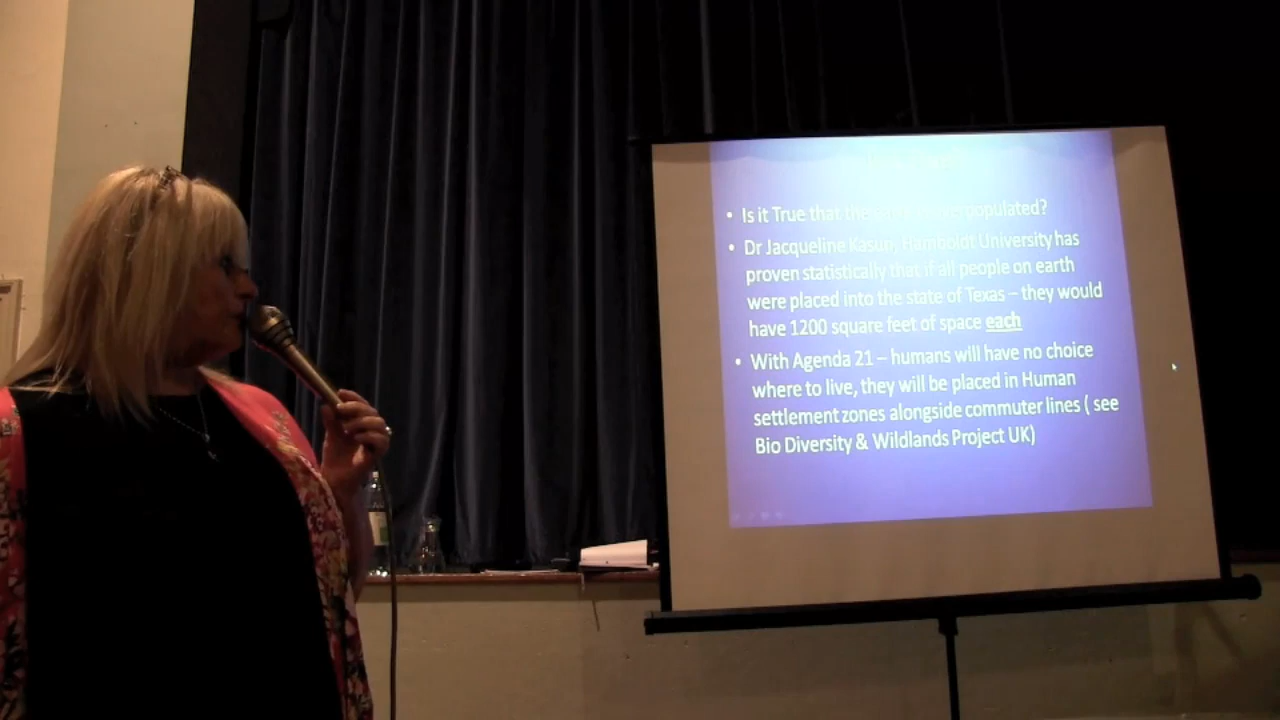 • Is it True that the earth is overpopulated?
• Dr Jacqueline Kasun, Humboldt University has
proven statistically that if all people on earth
were placed into the state of Texas – they would
have 1200 square feet of space each
• With Agenda 21 – humans will have no choice
where to live, they will be placed in Human
settlement zones alongside commuter lines ( see
Bio Diversity & Wildlands Project UK)